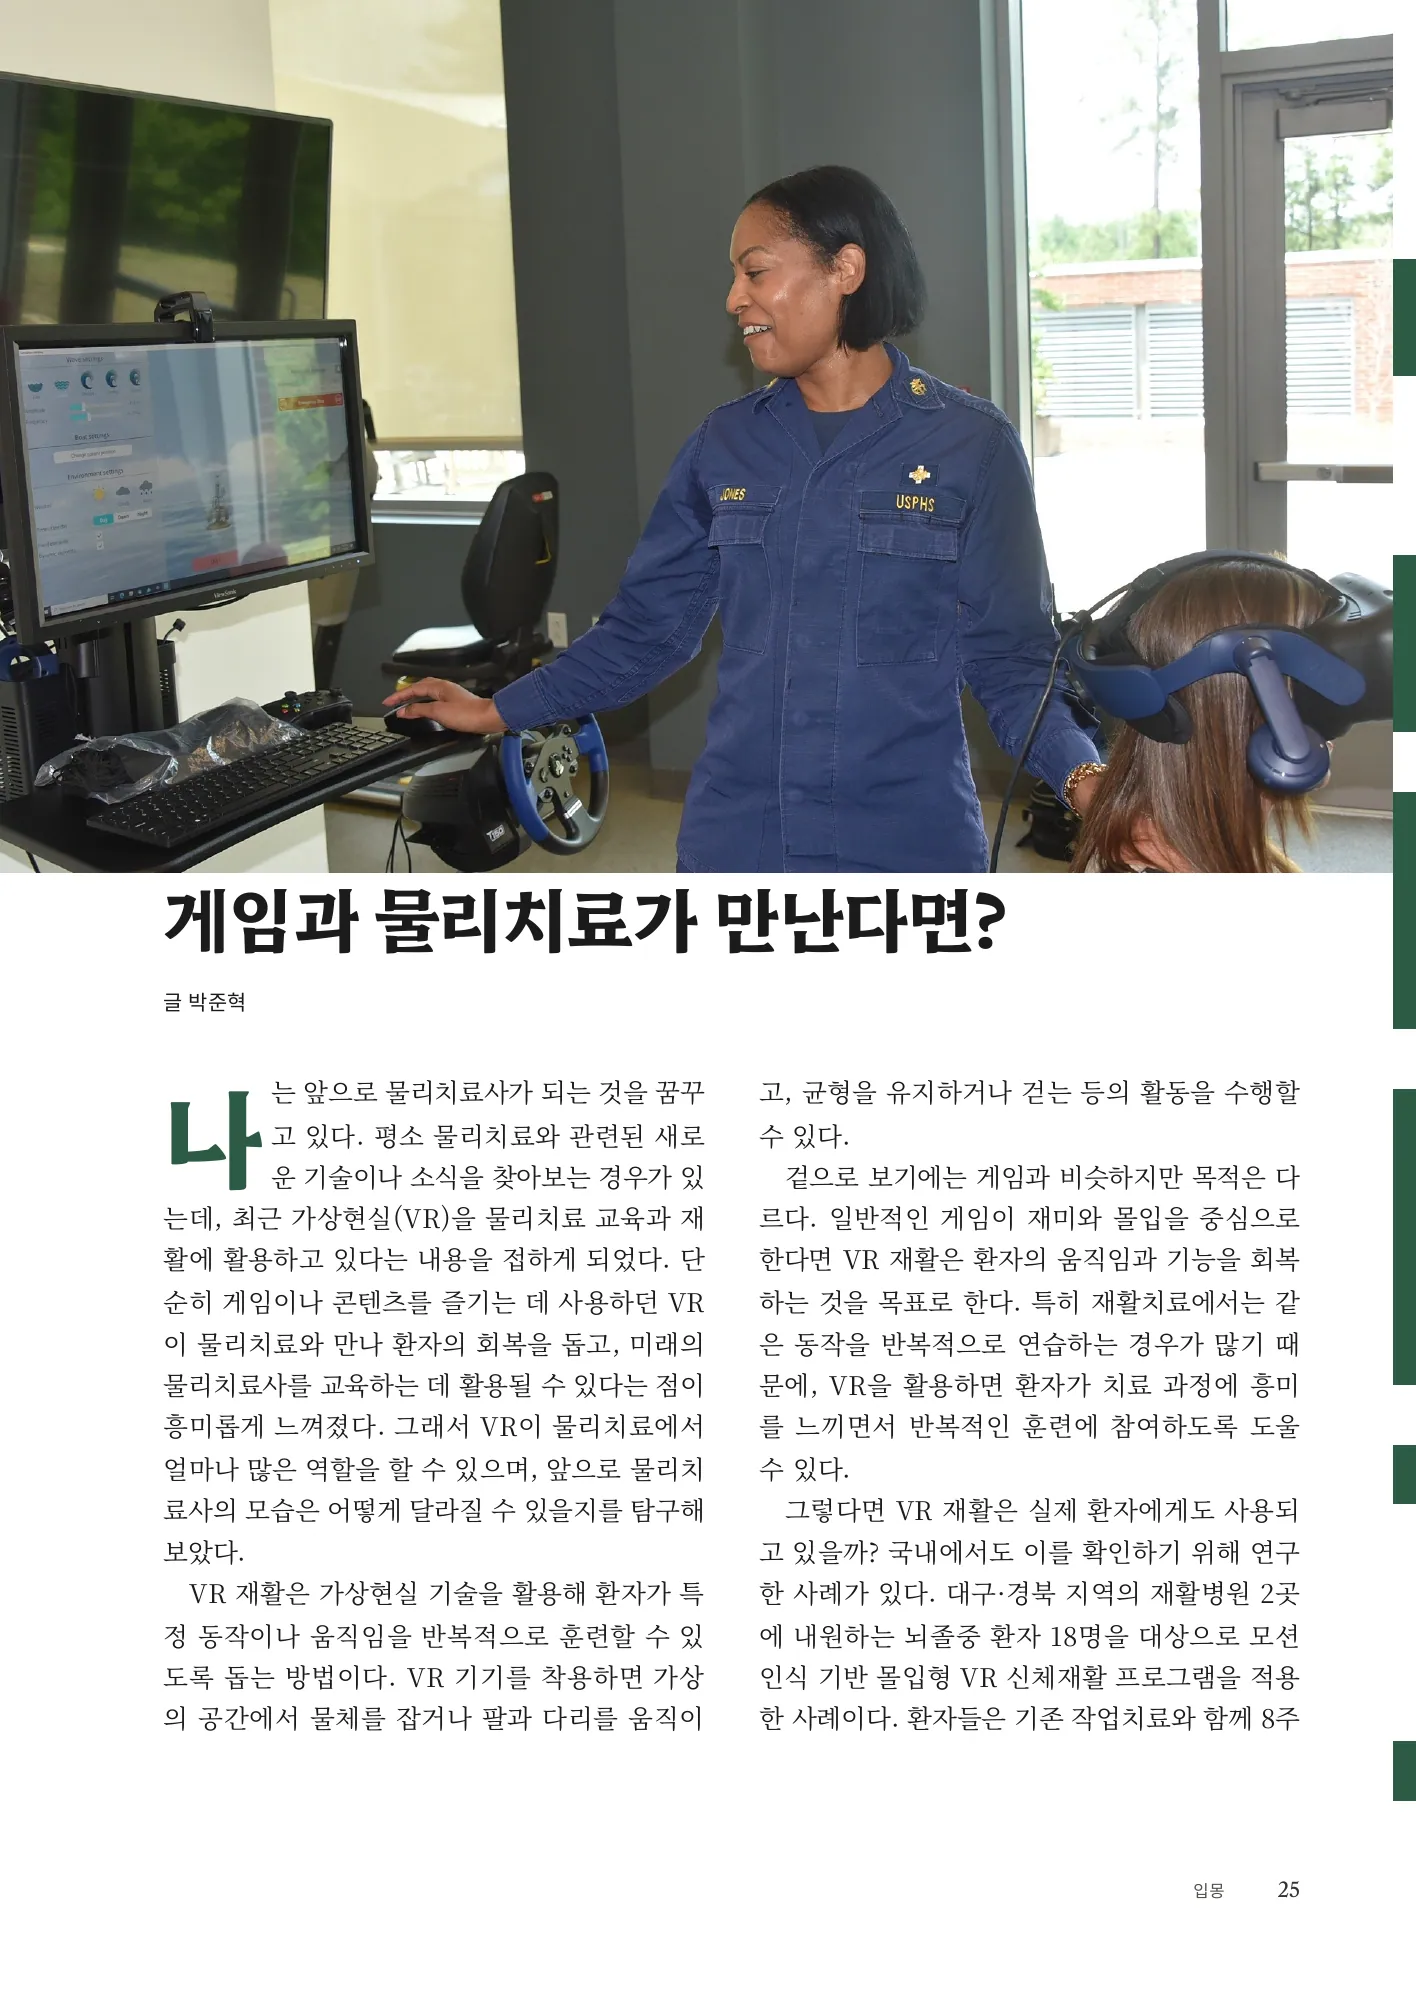 Wave settings
Boat settings
Environment settings
ViewSonic
JONES
USPHS
T150
게임과 물리치료가 만난다면?
글 박준혁
나는 앞으로 물리치료사가 되는 것을 꿈꾸
고 있다. 평소 물리치료와 관련된 새로
운 기술이나 소식을 찾아보는 경우가 있
는데, 최근 가상현실(VR)을 물리치료 교육과 재
활에 활용하고 있다는 내용을 접하게 되었다. 단
순히 게임이나 콘텐츠를 즐기는 데 사용하던 VR
이 물리치료와 만나 환자의 회복을 돕고, 미래의
물리치료사를 교육하는 데 활용될 수 있다는 점이
흥미롭게 느껴졌다. 그래서 VR이 물리치료에서
얼마나 많은 역할을 할 수 있으며, 앞으로 물리치
료사의 모습은 어떻게 달라질 수 있을지를 탐구해
보았다.
VR 재활은 가상현실 기술을 활용해 환자가 특
정 동작이나 움직임을 반복적으로 훈련할 수 있
도록 돕는 방법이다. VR 기기를 착용하면 가상
의 공간에서 물체를 잡거나 팔과 다리를 움직이
고, 균형을 유지하거나 걷는 등의 활동을 수행할
수 있다.
겉으로 보기에는 게임과 비슷하지만 목적은 다
르다. 일반적인 게임이 재미와 몰입을 중심으로
한다면 VR 재활은 환자의 움직임과 기능을 회복
하는 것을 목표로 한다. 특히 재활치료에서는 같
은 동작을 반복적으로 연습하는 경우가 많기 때
문에, VR을 활용하면 환자가 치료 과정에 흥미
를 느끼면서 반복적인 훈련에 참여하도록 도울
수 있다.
그렇다면 VR 재활은 실제 환자에게도 사용되
고 있을까? 국내에서도 이를 확인하기 위해 연구
한 사례가 있다. 대구·경북 지역의 재활병원 2곳
에 내원하는 뇌졸중 환자 18명을 대상으로 모션
인식 기반 몰입형 VR 신체재활 프로그램을 적용
한 사례이다. 환자들은 기존 작업치료와 함께 8주
입몽 25